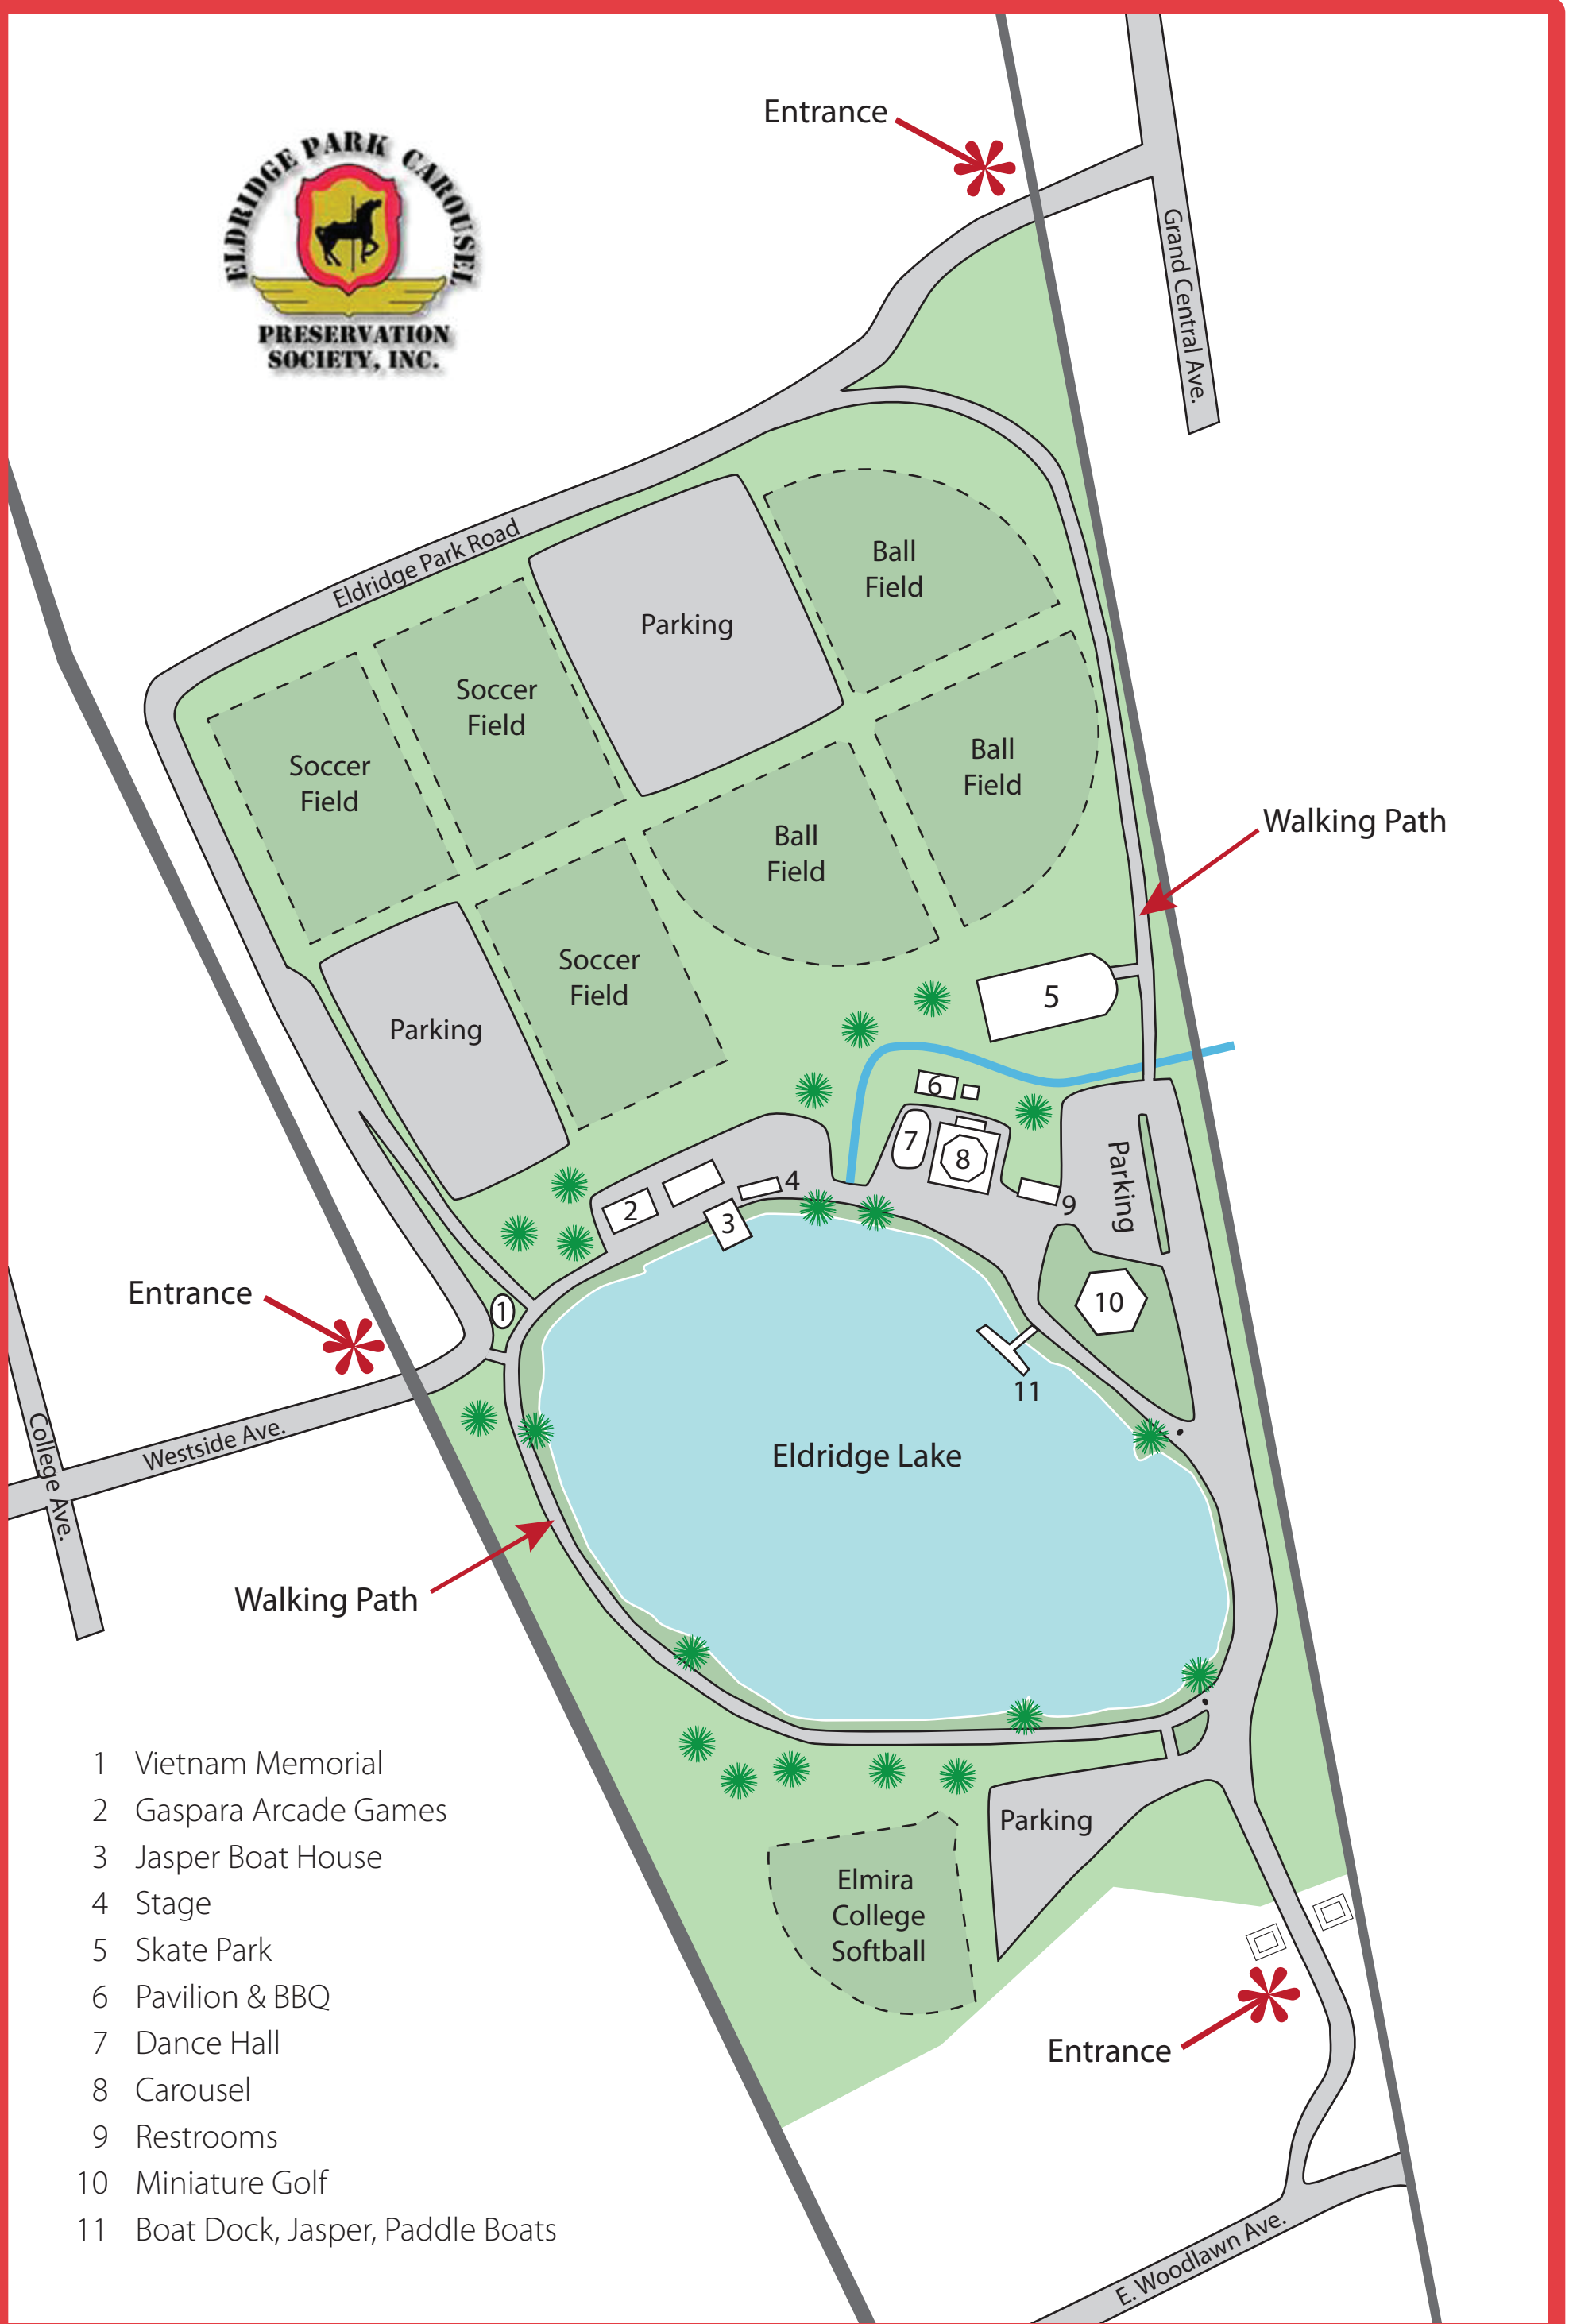 Entrance
ELDRIDGE PARK CAROUSEL
PRESERVATION
SOCIETY, INC.
Grand Central Ave.
Eldridge Park Road
Ball
Field
Parking
Soccer
Field
Soccer
Field
Ball
Field
Ball
Field
Walking Path
Soccer
Field
5
Parking
6
7
8
4
9
Parking
2
3
1
10
Entrance
11
College Ave.
Westside Ave.
Eldridge Lake
Walking Path
Parking
Elmira
College
Softball
Entrance
E. Woodlawn Ave.
1 Vietnam Memorial
2 Gaspara Arcade Games
3 Jasper Boat House
4 Stage
5 Skate Park
6 Pavilion & BBQ
7 Dance Hall
8 Carousel
9 Restrooms
10 Miniature Golf
11 Boat Dock, Jasper, Paddle Boats